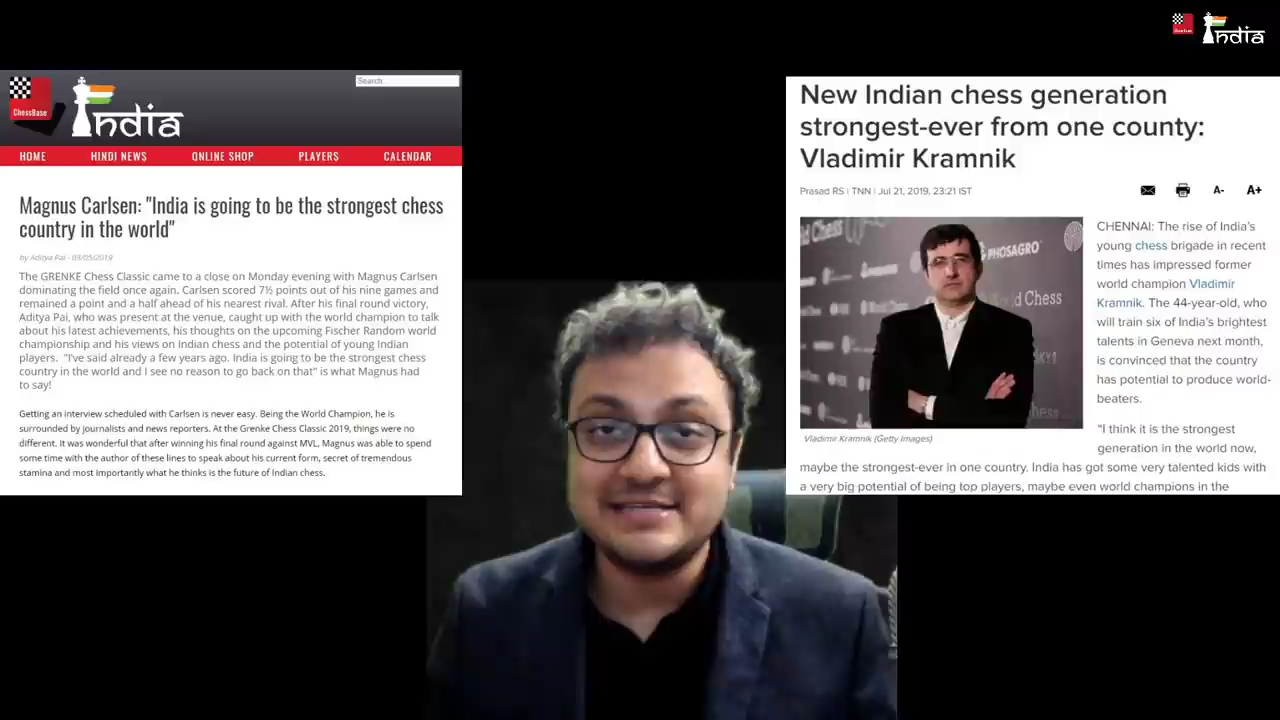 India
ChessBase
India
Search..
HOME HINDI NEWS ONLINE SHOP PLAYERS CALENDAR
Magnus Carlsen: "India is going to be the strongest chess
country in the world"
by Aditya Pai - 03/05/2019
The GRENKE Chess Classic came to a close on Monday evening with Magnus Carlsen
dominating the field once again. Carlsen scored 7½ points out of his nine games and
remained a point and a half ahead of his nearest rival. After his final round victory,
Aditya Pai, who was present at the venue, caught up with the world champion to talk
about his latest achievements, his thoughts on the upcoming Fischer Random world
championship and his views on Indian chess and the potential of young Indian
players. "I've said already a few years ago. India is going to be the strongest chess
country in the world and I see no reason to go back on that" is what Magnus had
to say!
Getting an interview scheduled with Carlsen is never easy. Being the World Champion, he is
surrounded by journalists and news reporters. At the Grenke Chess Classic 2019, things were no
different. It was wonderful that after winning his final round against MVL, Magnus was able to spend
some time with the author of these lines to speak about his current form, secret of tremendous
stamina and most importantly what he thinks is the future of Indian chess.
New Indian chess generation
strongest-ever from one county:
Vladimir Kramnik
Prasad RS | TNN | Jul 21, 2019, 23:21 IST
A- A+
PHOSAGRO
World Chess
Vladimir Kramnik (Getty Images)
CHENNAI: The rise of India's
young chess brigade in recent
times has impressed former
world champion Vladimir
Kramnik. The 44-year-old, who
will train six of India's brightest
talents in Geneva next month,
is convinced that the country
has potential to produce world-
beaters.
"I think it is the strongest
generation in the world now,
maybe the strongest-ever in one country. India has got some very talented kids with
a very big potential of being top players, maybe even world champions in the